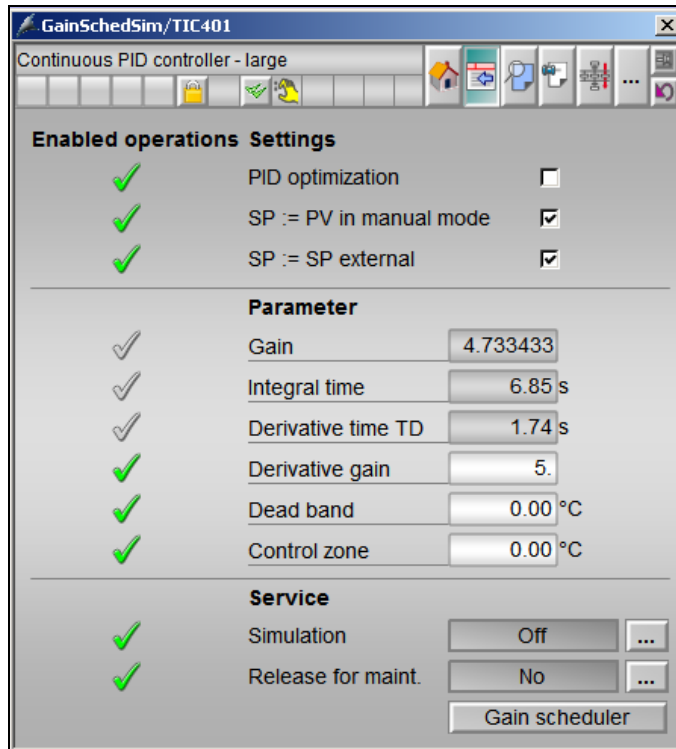 GainSchedSim/TIC401
Continuous PID controller - large
...
Enabled operations Settings
PID optimization
SP := PV in manual mode
SP := SP external
Parameter
Gain 4.733433
Integral time 6.85 s
Derivative time TD 1.74 s
Derivative gain 5.
Dead band 0.00 °C
Control zone 0.00 °C
Service
Simulation Off ...
Release for maint. No ...
Gain scheduler